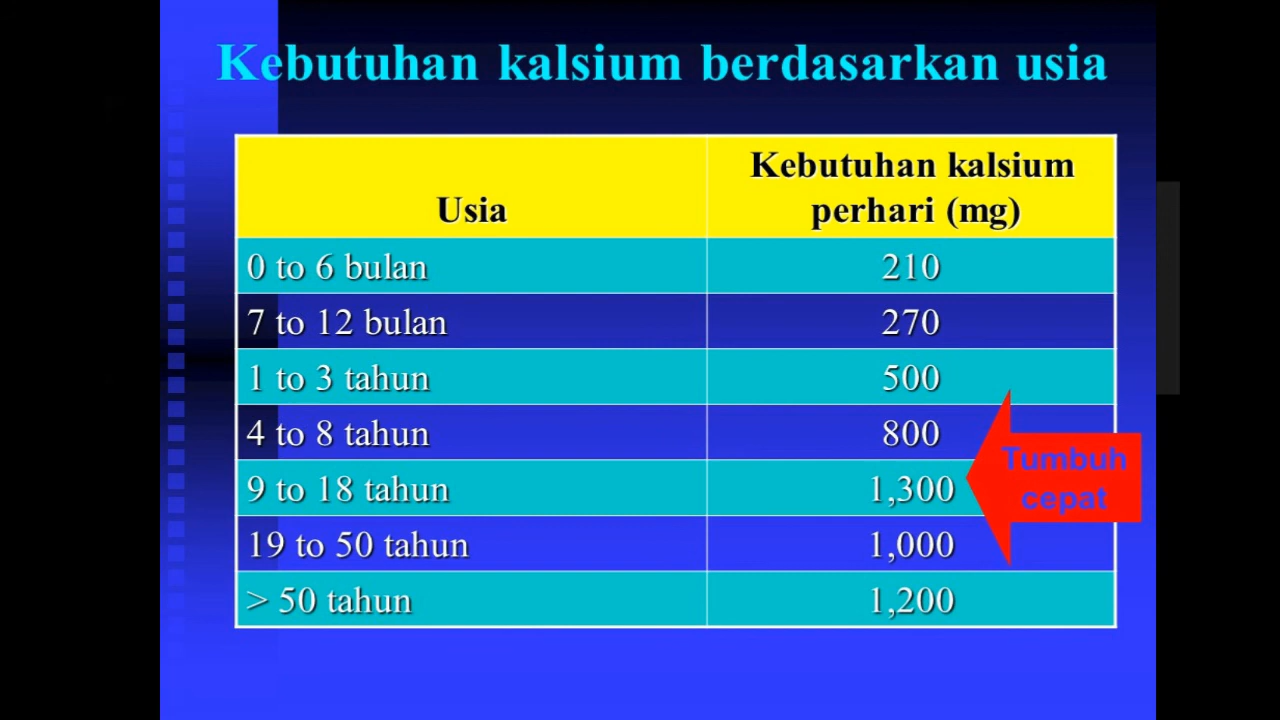 Kebutuhan kalsium berdasarkan usia
Usia
Kebutuhan kalsium
perhari (mg)
0 to 6 bulan 210
7 to 12 bulan 270
1 to 3 tahun 500
4 to 8 tahun 800
9 to 18 tahun 1,300
19 to 50 tahun 1,000
> 50 tahun 1,200
Tumbuh
cepat